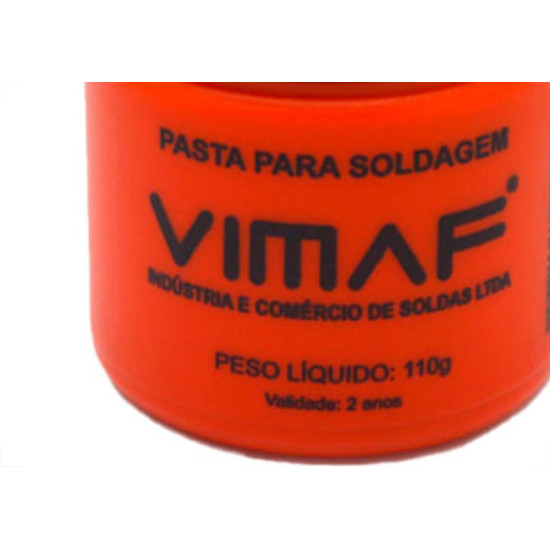 PASTA PARA SOLDAGEM
VIMAF®
INDÚSTRIA E COMÉRCIO DE SOLDAS LTDA
PESO LÍQUIDO: 110g
Validade: 2 anos